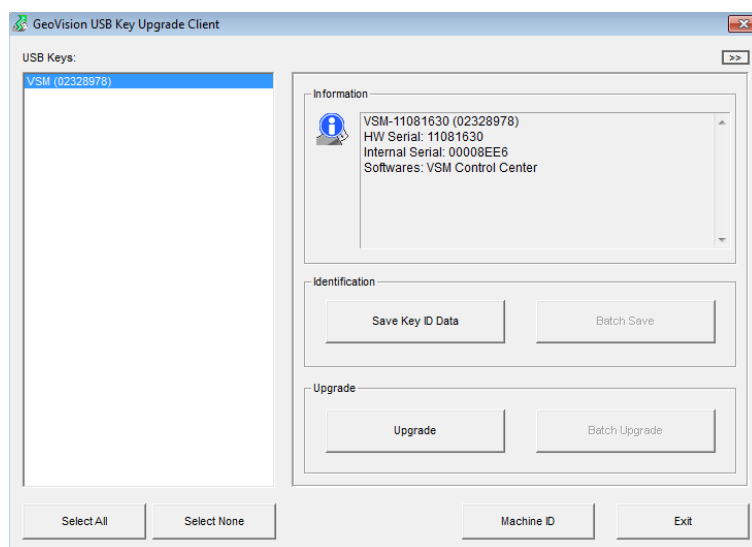 GeoVision USB Key Upgrade Client
USB Keys:
>>
VSM (02328978)
Information
VSM-11081630 (02328978)
HW Serial: 11081630
Internal Serial: 00008EE6
Softwares: VSM Control Center
Identification
Save Key ID Data
Batch Save
Upgrade
Upgrade
Batch Upgrade
Select All
Select None
Machine ID
Exit